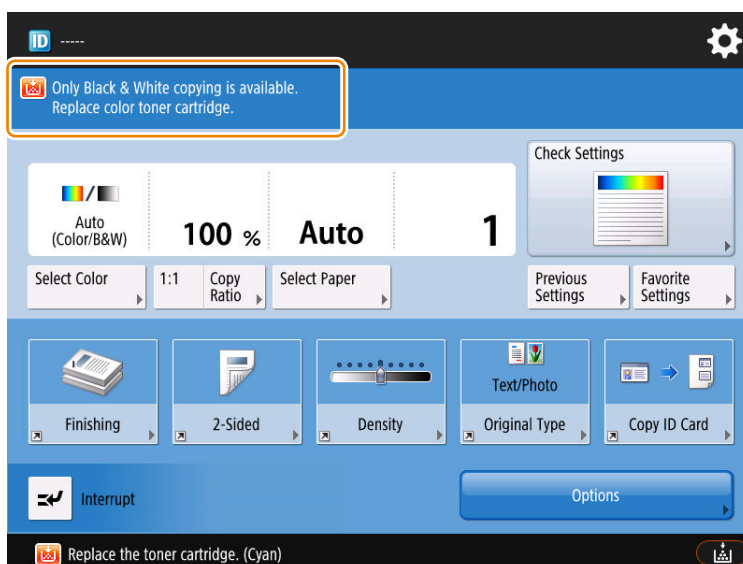 ID -----
Only Black & White copying is available.
Replace color toner cartridge.
Check Settings
Auto
(Color/B&W)
100 %
Auto
1
Select Color
1:1
Copy
Ratio
Select Paper
Previous
Settings
Favorite
Settings
Text/Photo
Finishing
2-Sided
Density
Original Type
Copy ID Card
Interrupt
Options
Replace the toner cartridge. (Cyan)